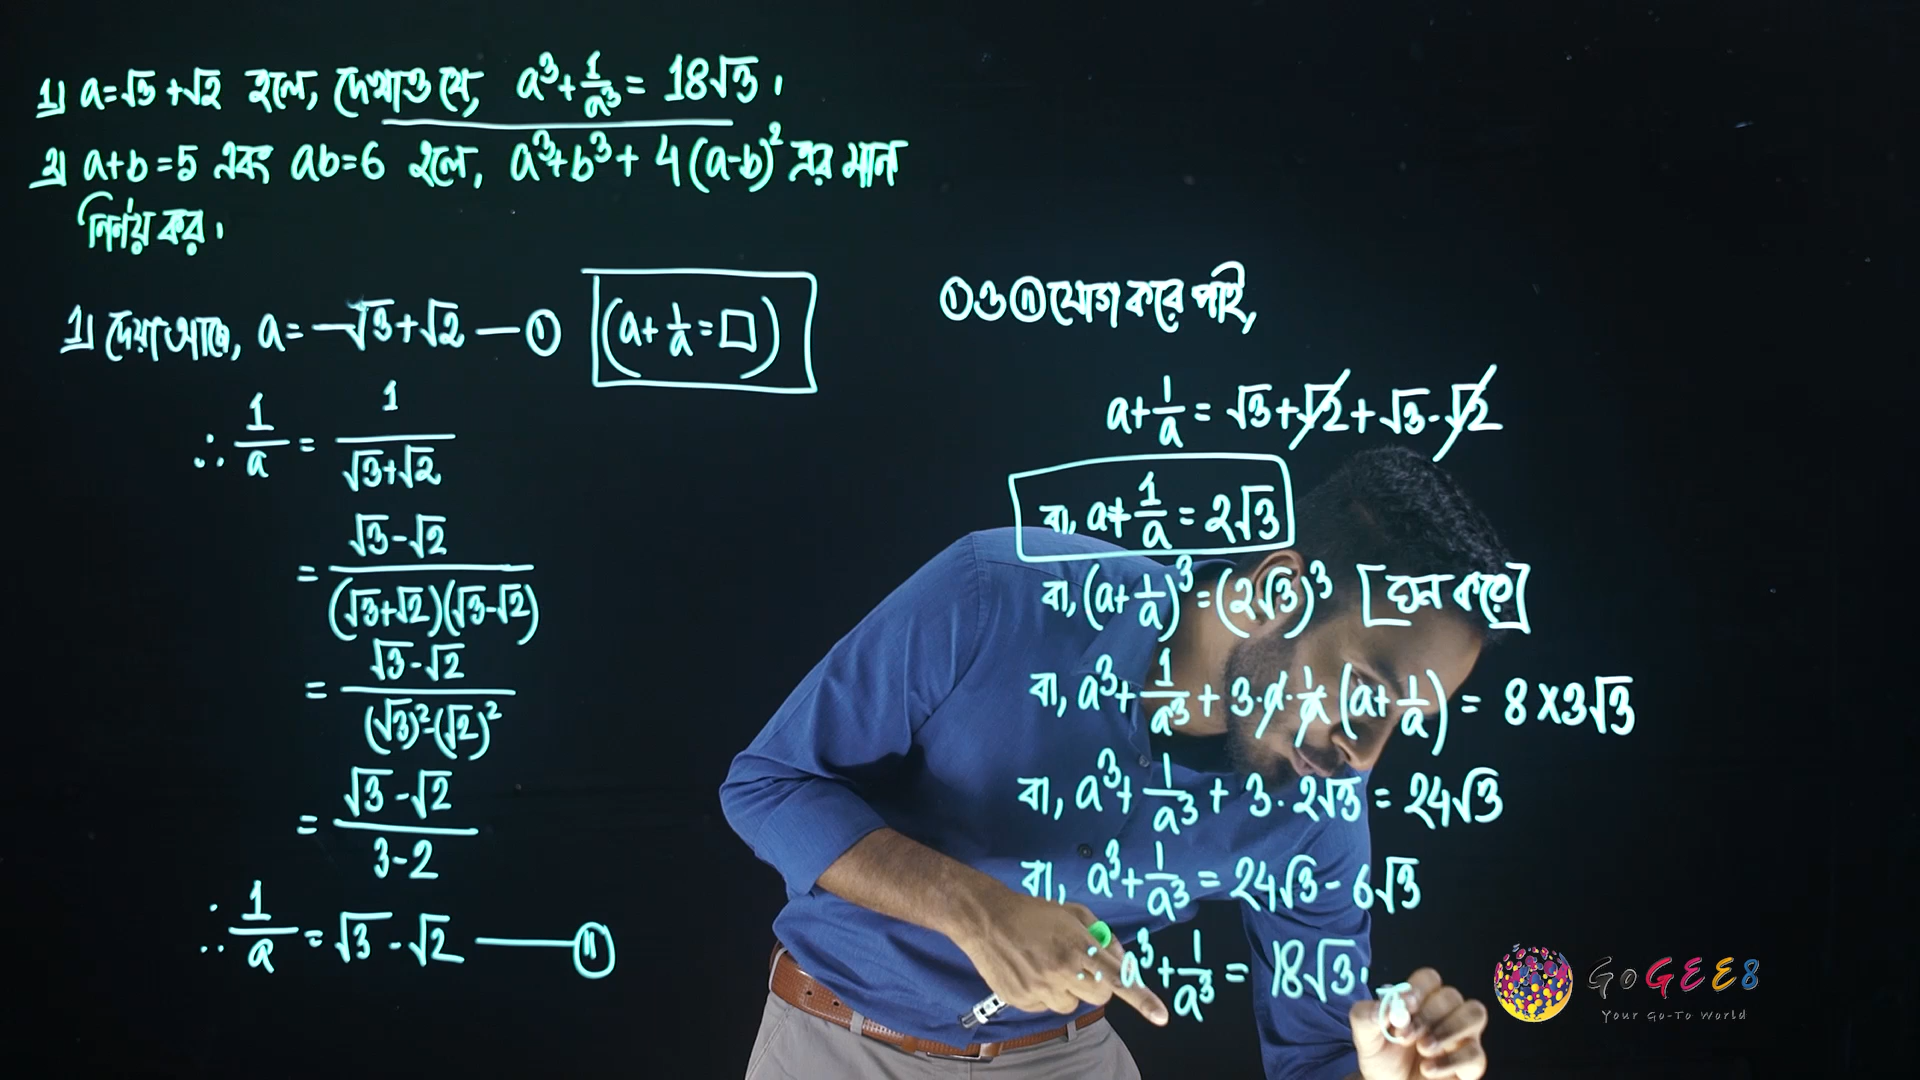 ১। a=√3+√2 হলে, দেখাও যে, a³+1/a³ = 18√3।
২। a+b=5 এবং ab=6 হলে, a³+b³+ 4(a-b)² এর মান
নির্ণয় কর।
১। দেয়া আছে, a= √3+√2 — ⓘ (a+1/a=□)
∴ 1/a = 1/(√3+√2)
= (√3-√2)/((√3+√2)(√3-√2))
= (√3-√2)/((√3)²-(√2)²)
= (√3-√2)/(3-2)
∴ 1/a = √3-√2 — (ii)
ⓘ ও (ii) যোগ করে পাই,
a+1/a = √3+√2+√3-√2
বা, a+1/a = 2√3
বা, (a+1/a)³=(2√3)³ [ঘন করে]
বা, a³+1/a³+3·a·1/a(a+1/a) = 8×3√3
বা, a³+1/a³+3·2√3=24√3
বা, a³+1/a³=24√3-6√3
∴ a³+1/a³= 18√3.
GoGEE8
Your Go-To World